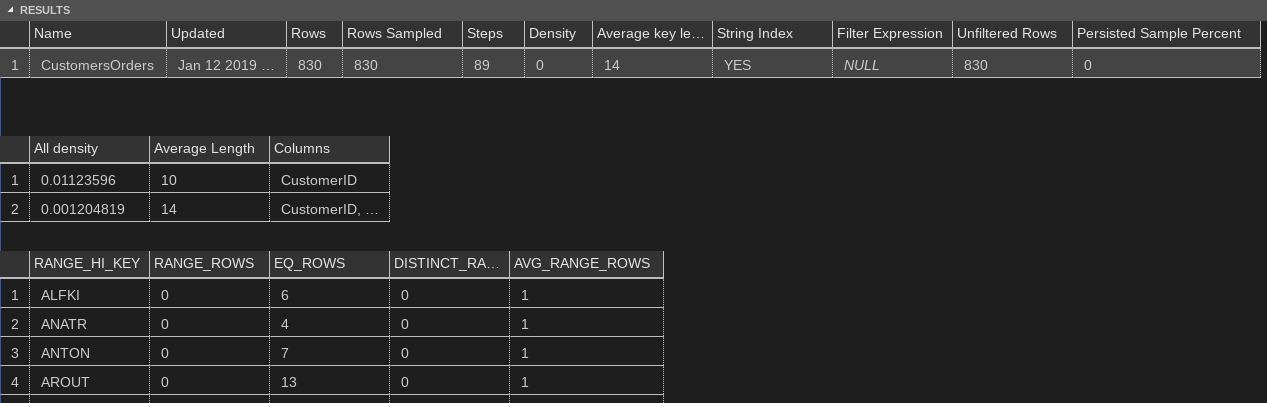 RESULTS
Name Updated Rows Rows Sampled Steps Density Average key le… String Index Filter Expression Unfiltered Rows Persisted Sample Percent
1 CustomersOrders Jan 12 2019 … 830 830 89 0 14 YES NULL 830 0
All density Average Length Columns
1 0.01123596 10 CustomerID
2 0.001204819 14 CustomerID, …
RANGE_HI_KEY RANGE_ROWS EQ_ROWS DISTINCT_RA… AVG_RANGE_ROWS
1 ALFKI 0 6 0 1
2 ANATR 0 4 0 1
3 ANTON 0 7 0 1
4 AROUT 0 13 0 1